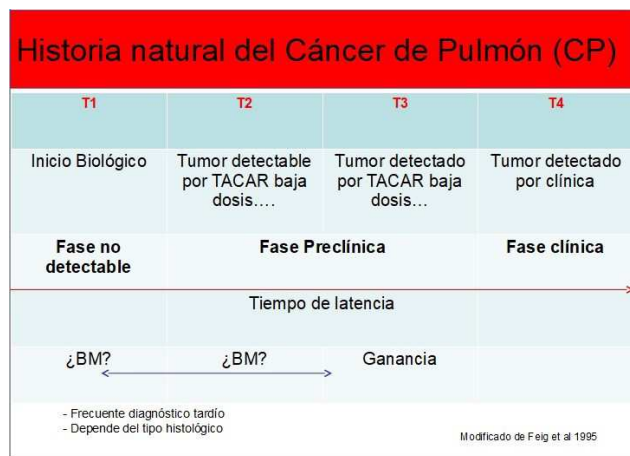 Historia natural del Cáncer de Pulmón (CP)
T1 T2 T3 T4
Inicio Biológico Tumor detectable Tumor detectado Tumor detectado
por TACAR baja por TACAR baja por clínica
dosis.... dosis...
Fase no Fase Preclínica Fase clínica
detectable
Tiempo de latencia
¿BM? ¿BM? Ganancia
- Frecuente diagnóstico tardío
- Depende del tipo histológico
Modificado de Feig et al 1995